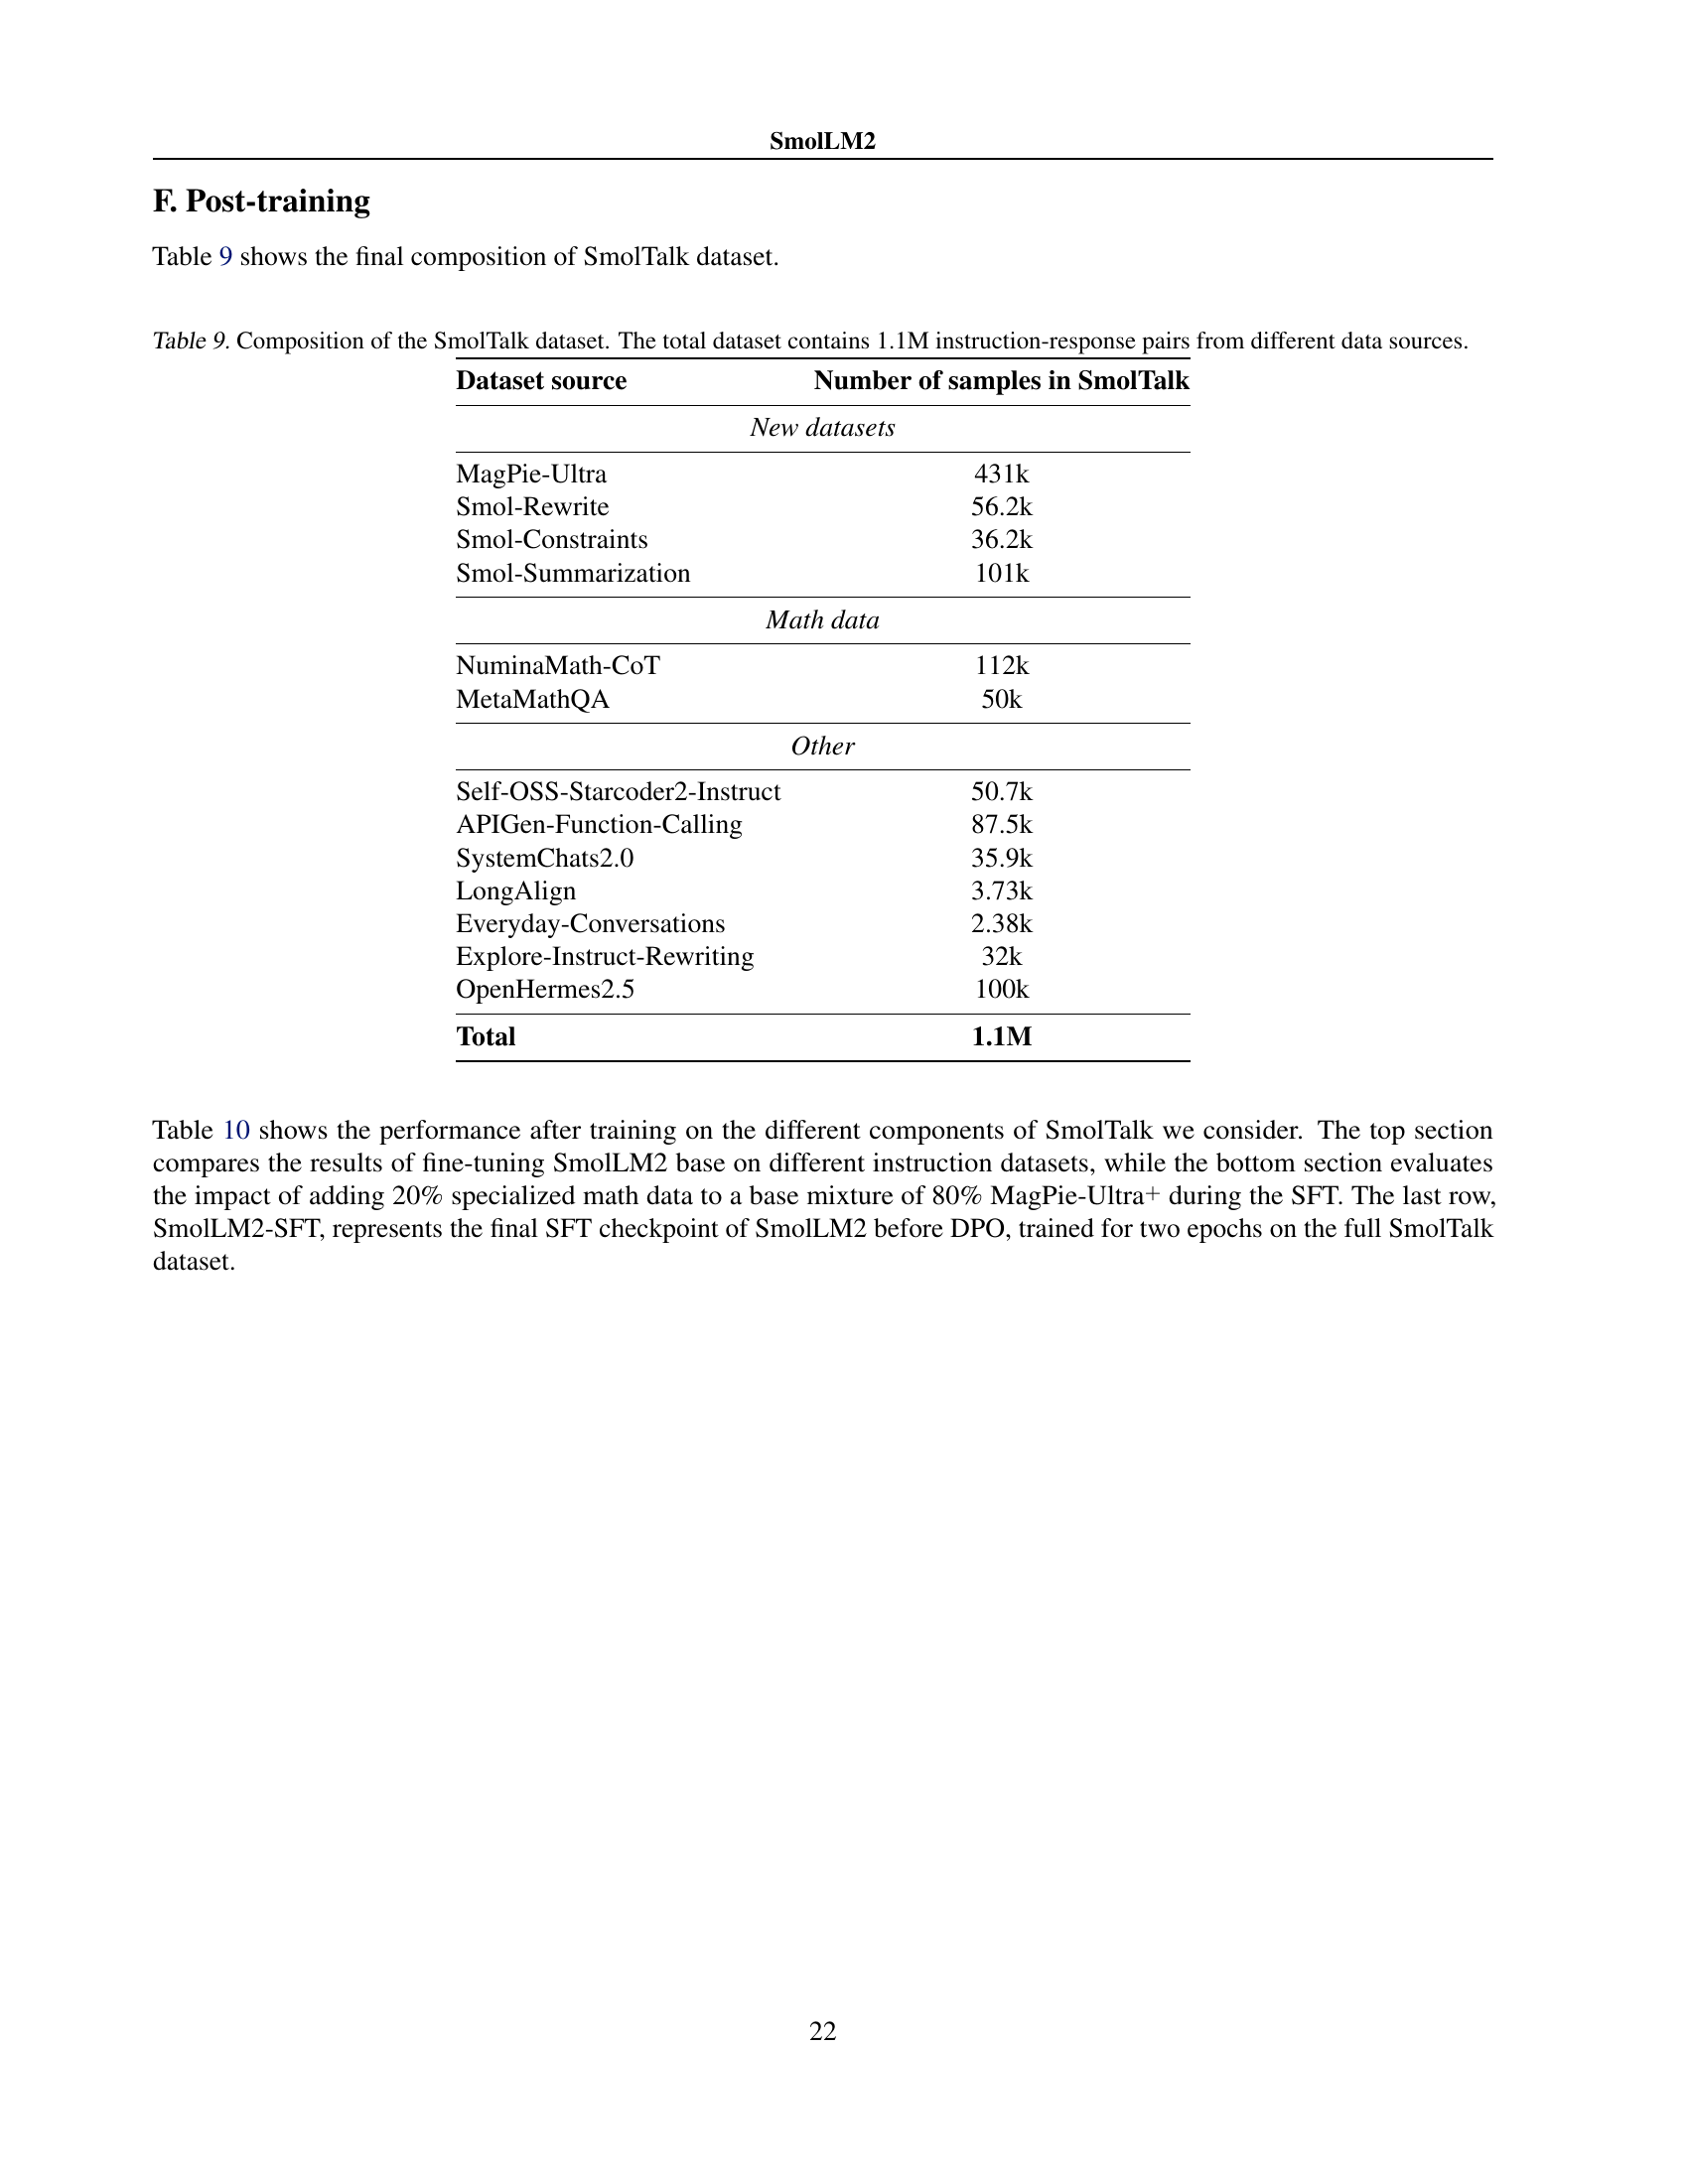 SmolLM2
F. Post-training
Table 9 shows the final composition of SmolTalk dataset.
Table 9. Composition of the SmolTalk dataset. The total dataset contains 1.1M instruction-response pairs from different data sources.
Dataset source Number of samples in SmolTalk
New datasets
MagPie-Ultra 431k
Smol-Rewrite 56.2k
Smol-Constraints 36.2k
Smol-Summarization 101k
Math data
NuminaMath-CoT 112k
MetaMathQA 50k
Other
Self-OSS-Starcoder2-Instruct 50.7k
APIGen-Function-Calling 87.5k
SystemChats2.0 35.9k
LongAlign 3.73k
Everyday-Conversations 2.38k
Explore-Instruct-Rewriting 32k
OpenHermes2.5 100k
Total 1.1M
Table 10 shows the performance after training on the different components of SmolTalk we consider. The top section
compares the results of fine-tuning SmolLM2 base on different instruction datasets, while the bottom section evaluates
the impact of adding 20% specialized math data to a base mixture of 80% MagPie-Ultra+ during the SFT. The last row,
SmolLM2-SFT, represents the final SFT checkpoint of SmolLM2 before DPO, trained for two epochs on the full SmolTalk
dataset.
22